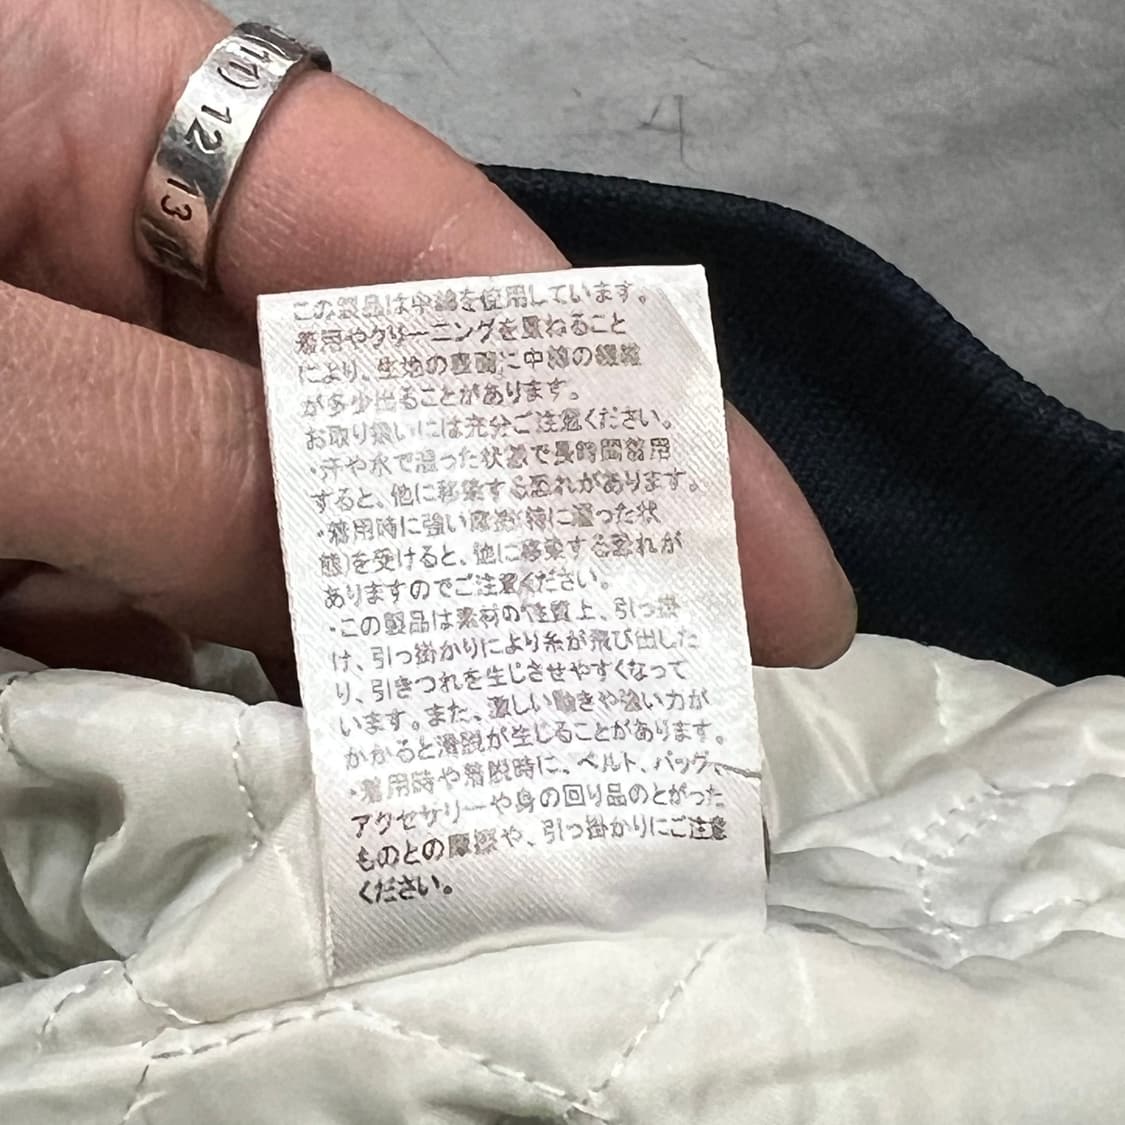 11) 12 13
この製品は中綿を使用しています。
着用やクリーニングを重ねること
により、生地の表面に中綿の繊維
が多少出ることがあります。
お取り扱いには充分ご注意ください。
・汗や水で湿った状態で長時間着用
すると、他に移染する恐れがあります。
・着用時に強い摩擦(特に湿った状
態)を受けると、他に移染する恐れが
ありますのでご注意ください。
・この製品は素材の性質上、引っ掛
け、引っ掛かりにより糸が飛び出した
り、引きつれを生じさせやすくなって
います。また、激しい動きや強い力が
かかると滑脱が生じることがあります。
・着用時や着脱時に、ベルト、バッグ、
アクセサリーや身の回り品のとがった
ものとの摩擦や、引っ掛かりにご注意
ください。